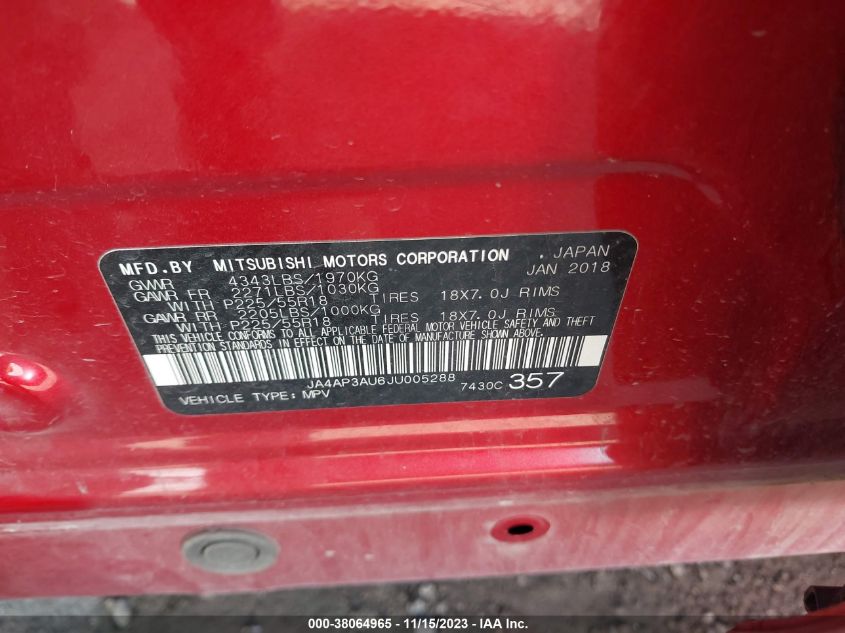 MFD.BY MITSUBISHI MOTORS CORPORATION . JAPAN
GVWR 4343LBS/1970KG JAN 2018
GAWR FR 2271LBS/1030KG
WITH P225/55R18 TIRES 18X7.0J RIMS
GAWR RR 2205LBS/1000KG
WITH P225/55R18 TIRES 18X7.0J RIMS
THIS VEHICLE CONFORMS TO ALL APPLICABLE FEDERAL MOTOR VEHICLE SAFETY AND THEFT
PREVENTION STANDARDS IN EFFECT ON THE DATE OF MANUFACTURE SHOWN ABOVE.
JA4AP3AU6JU005288
VEHICLE TYPE: MPV 7430C 357
000-38064965 - 11/15/2023 - © IAA, Inc.